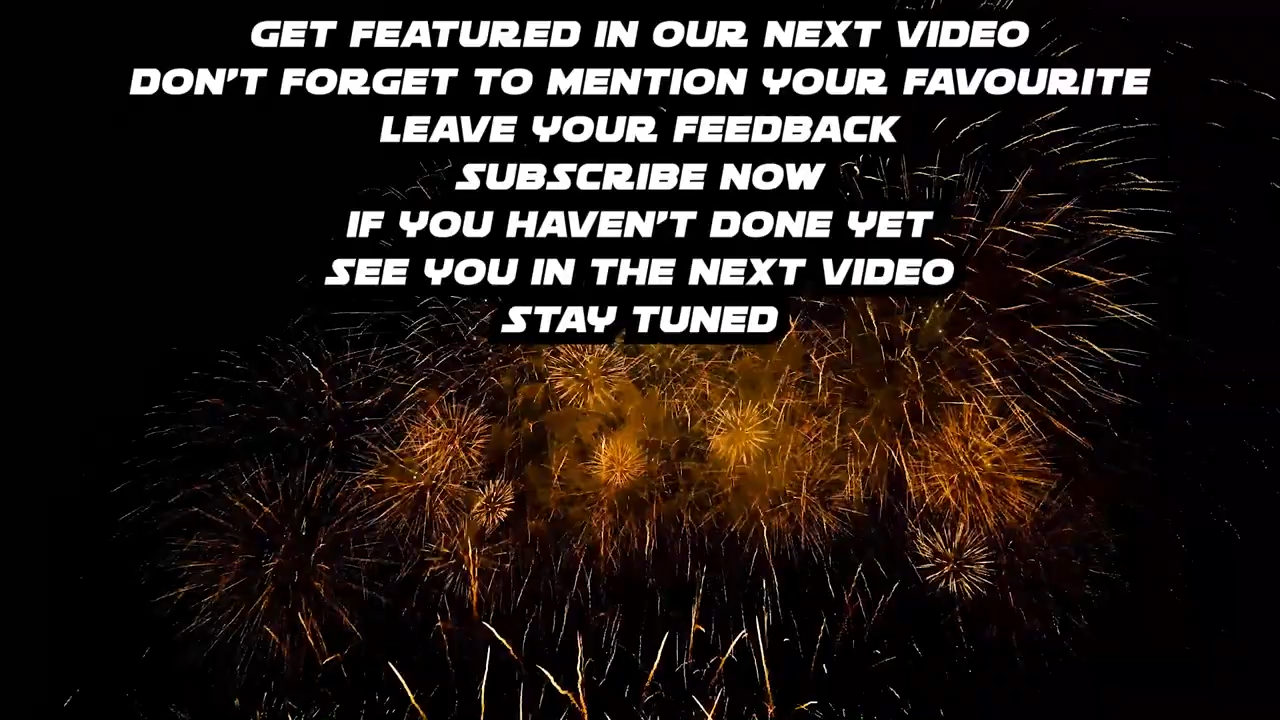 GET FEATURED IN OUR NEXT VIDEO
DON'T FORGET TO MENTION YOUR FAVOURITE
LEAVE YOUR FEEDBACK
SUBSCRIBE NOW
IF YOU HAVEN'T DONE YET
SEE YOU IN THE NEXT VIDEO
STAY TUNED